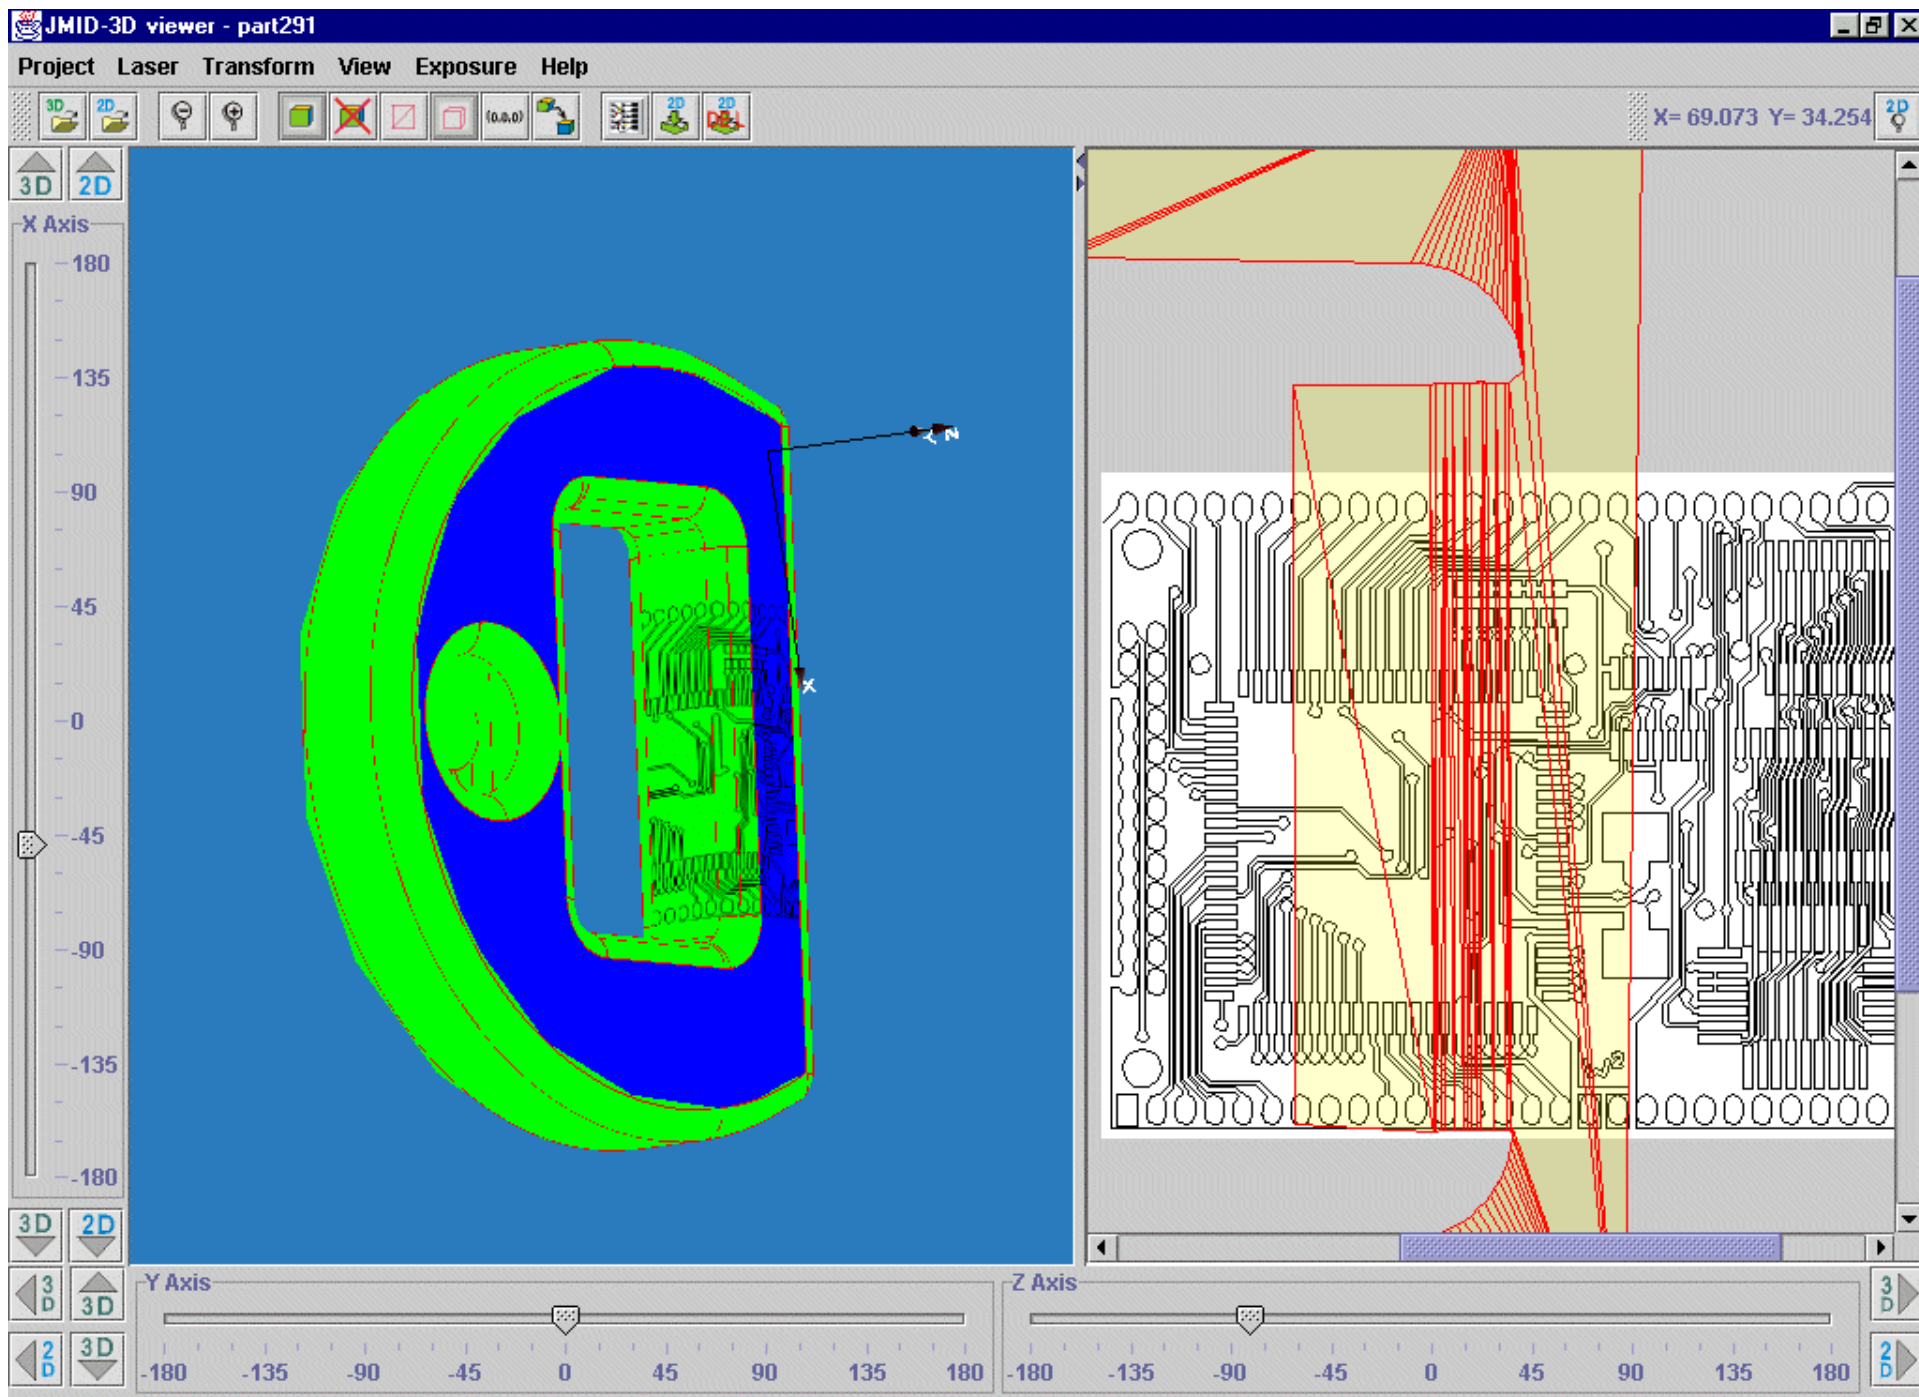 JMID-3D viewer - part291
Project Laser Transform View Exposure Help
3D 2D (0,0,0) 2D 2D DEL X= 69.073 Y= 34.254 2D
3D 2D
X Axis
180
135
90
45
0
-45
-90
-135
-180
Z
X
3D 2D
3D 3D
2D 3D
Y Axis
-180 -135 -90 -45 0 45 90 135 180
Z Axis
-180 -135 -90 -45 0 45 90 135 180
3D
2D